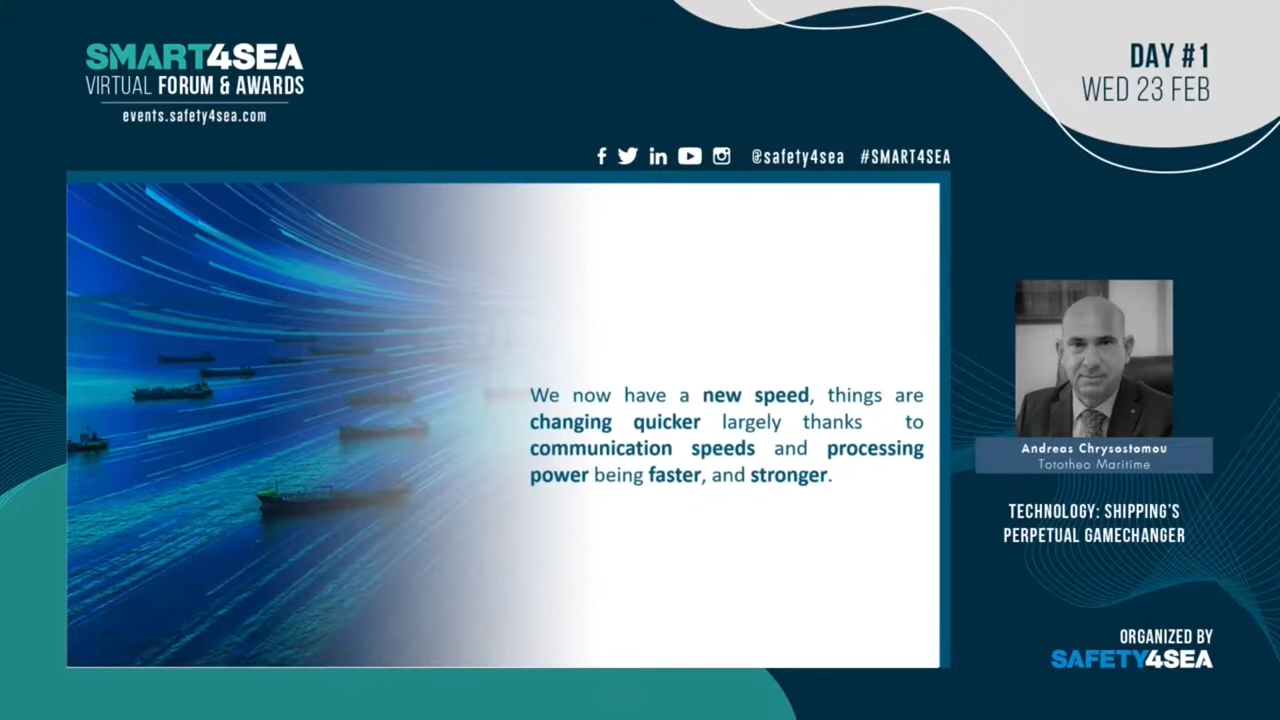 SMART4SEA
VIRTUAL FORUM & AWARDS
events.safety4sea.com
DAY #1
WED 23 FEB
@safety4sea #SMART4SEA
We now have a new speed, things are
changing quicker largely thanks to
communication speeds and processing
power being faster, and stronger.
Andreas Chrysostomou
Tototheo Maritime
TECHNOLOGY: SHIPPING'S
PERPETUAL GAMECHANGER
ORGANIZED BY
SAFETY4SEA